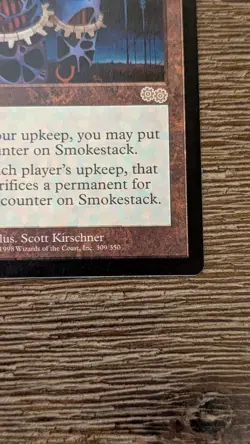 our upkeep, you may put
unter on Smokestack.
ch player's upkeep, that
rifices a permanent for
counter on Smokestack.
llus. Scott Kirschner
1998 Wizards of the Coast, Inc. 309/350